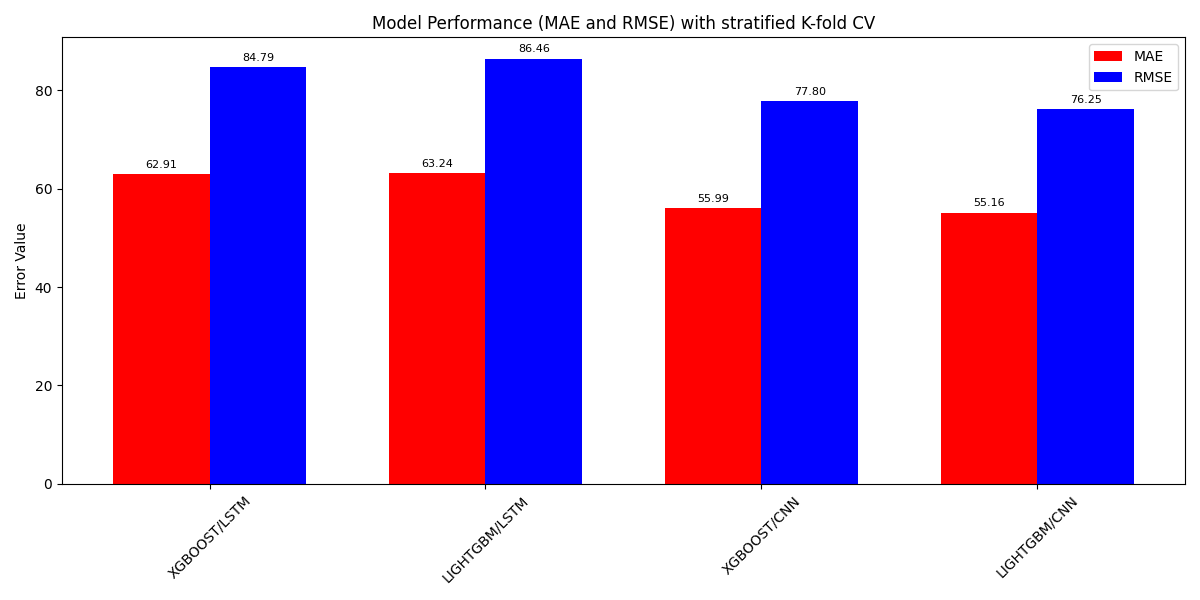 Model Performance (MAE and RMSE) with stratified K-fold CV
MAE
RMSE
Error Value
80
60
40
20
0
62.91
84.79
63.24
86.46
55.99
77.80
55.16
76.25
XGBOOST/LSTM
LIGHTGBM/LSTM
XGBOOST/CNN
LIGHTGBM/CNN